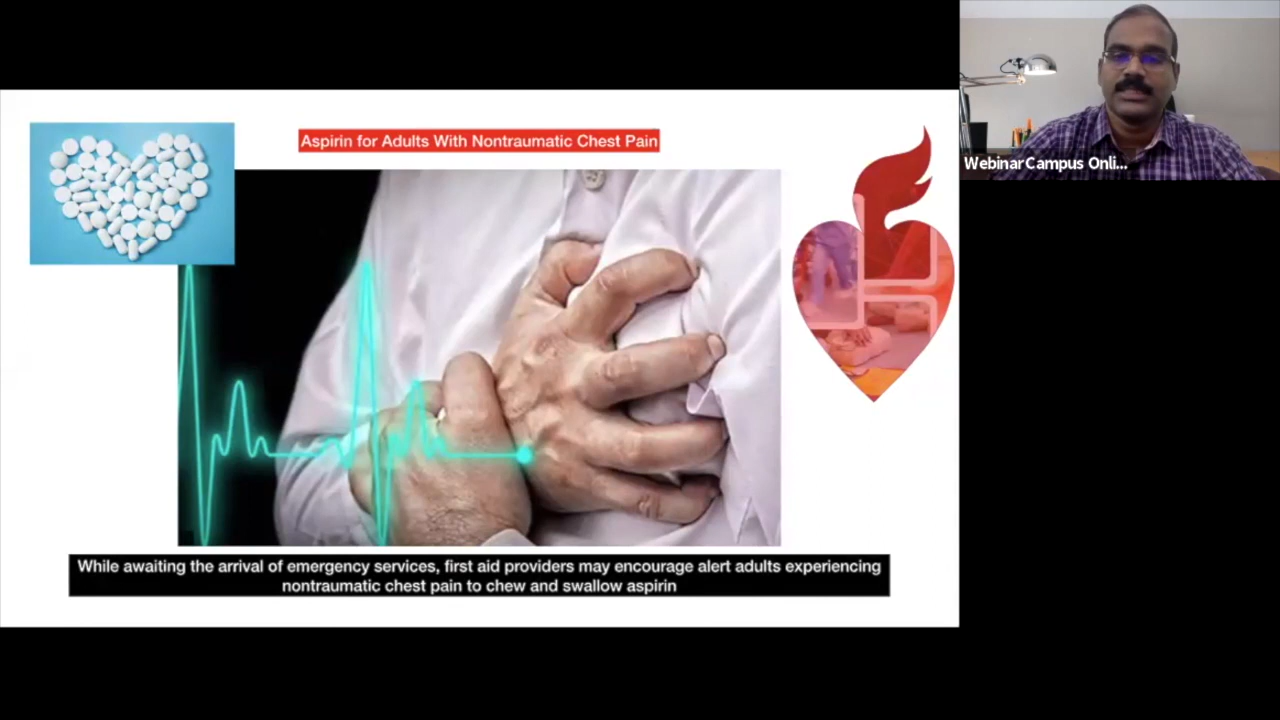 Aspirin for Adults With Nontraumatic Chest Pain
WebinarCampus Onli...
While awaiting the arrival of emergency services, first aid providers may encourage alert adults experiencing
nontraumatic chest pain to chew and swallow aspirin